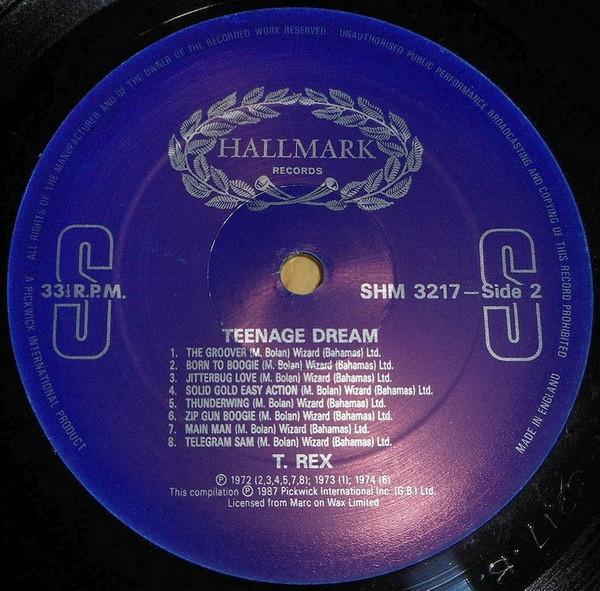 ALL RIGHTS OF THE MANUFACTURER AND OF THE OWNER OF THE RECORDED WORK RESERVED · UNAUTHORISED PUBLIC PERFORMANCE BROADCASTING AND COPYING OF THIS RECORD PROHIBITED
HALLMARK
RECORDS
S
S
33⅓ R.P.M.
SHM 3217—Side 2
TEENAGE DREAM
1. THE GROOVER (M. Bolan) Wizard (Bahamas) Ltd.
2. BORN TO BOOGIE (M. Bolan) Wizard (Bahamas) Ltd.
3. JITTERBUG LOVE (M. Bolan) Wizard (Bahamas) Ltd.
4. SOLID GOLD EASY ACTION (M. Bolan) Wizard (Bahamas) Ltd.
5. THUNDERWING (M. Bolan) Wizard (Bahamas) Ltd.
6. ZIP GUN BOOGIE (M. Bolan) Wizard (Bahamas) Ltd.
7. MAIN MAN (M. Bolan) Wizard (Bahamas) Ltd.
8. TELEGRAM SAM (M. Bolan) Wizard (Bahamas) Ltd.
T. REX
℗ 1972 (2,3,4,5,7,8); 1973 (1); 1974 (6)
This compilation ℗ 1987 Pickwick International Inc. (G.B.) Ltd.
Licensed from Marc on Wax Limited
A PICKWICK INTERNATIONAL PRODUCT
MADE IN ENGLAND